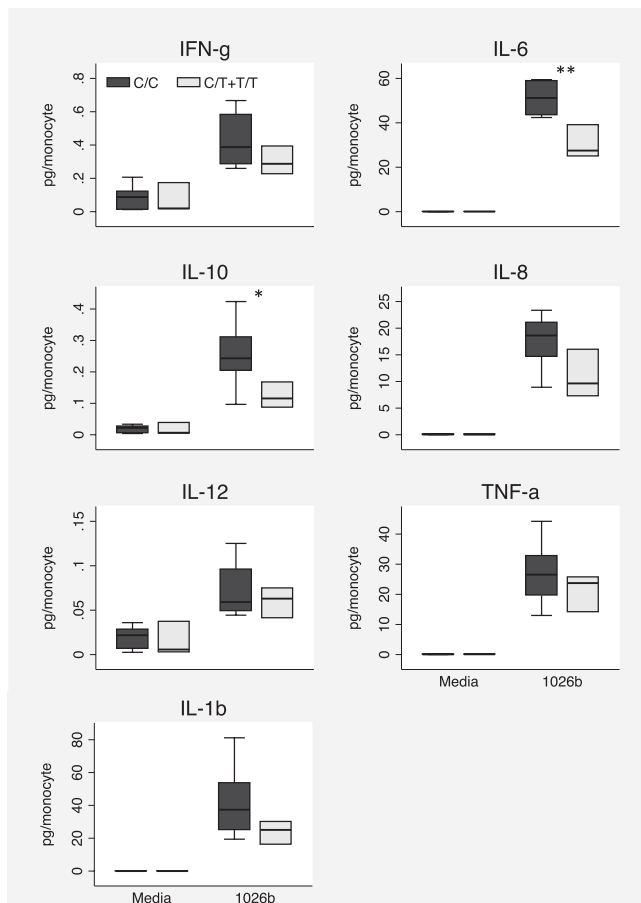 IFN-g
C/C C/T+T/T
pg/monocyte
.8
.6
.4
.2
0
IL-6
**
pg/monocyte
60
40
20
0
IL-10
*
pg/monocyte
.4
.3
.2
.1
0
IL-8
pg/monocyte
25
20
15
10
5
0
IL-12
pg/monocyte
.15
.1
.05
0
TNF-a
pg/monocyte
40
30
20
10
0
Media 1026b
IL-1b
pg/monocyte
80
60
40
20
0
Media 1026b